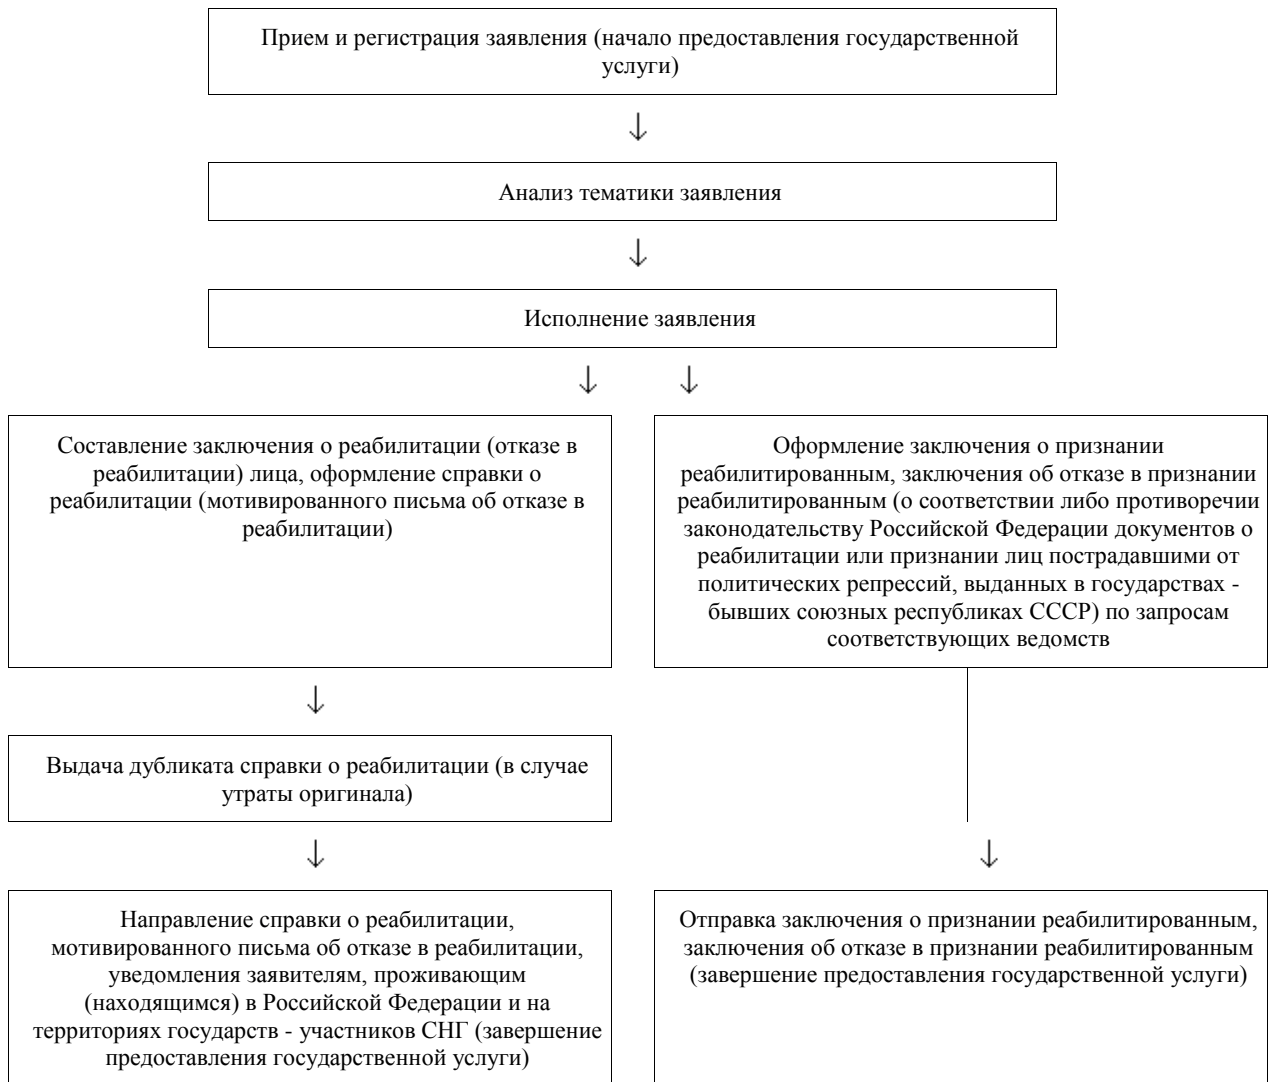 Прием и регистрация заявления (начало предоставления государственной
услуги)
↓
Анализ тематики заявления
↓
Исполнение заявления
↓ ↓
Составление заключения о реабилитации (отказе в
реабилитации) лица, оформление справки о
реабилитации (мотивированного письма об отказе в
реабилитации)
Оформление заключения о признании
реабилитированным, заключения об отказе в признании
реабилитированным (о соответствии либо противоречии
законодательству Российской Федерации документов о
реабилитации или признании лиц пострадавшими от
политических репрессий, выданных в государствах -
бывших союзных республиках СССР) по запросам
соответствующих ведомств
↓
Выдача дубликата справки о реабилитации (в случае
утраты оригинала)
↓ ↓
Направление справки о реабилитации,
мотивированного письма об отказе в реабилитации,
уведомления заявителям, проживающим
(находящимся) в Российской Федерации и на
территориях государств - участников СНГ (завершение
предоставления государственной услуги)
Отправка заключения о признании реабилитированным,
заключения об отказе в признании реабилитированным
(завершение предоставления государственной услуги)